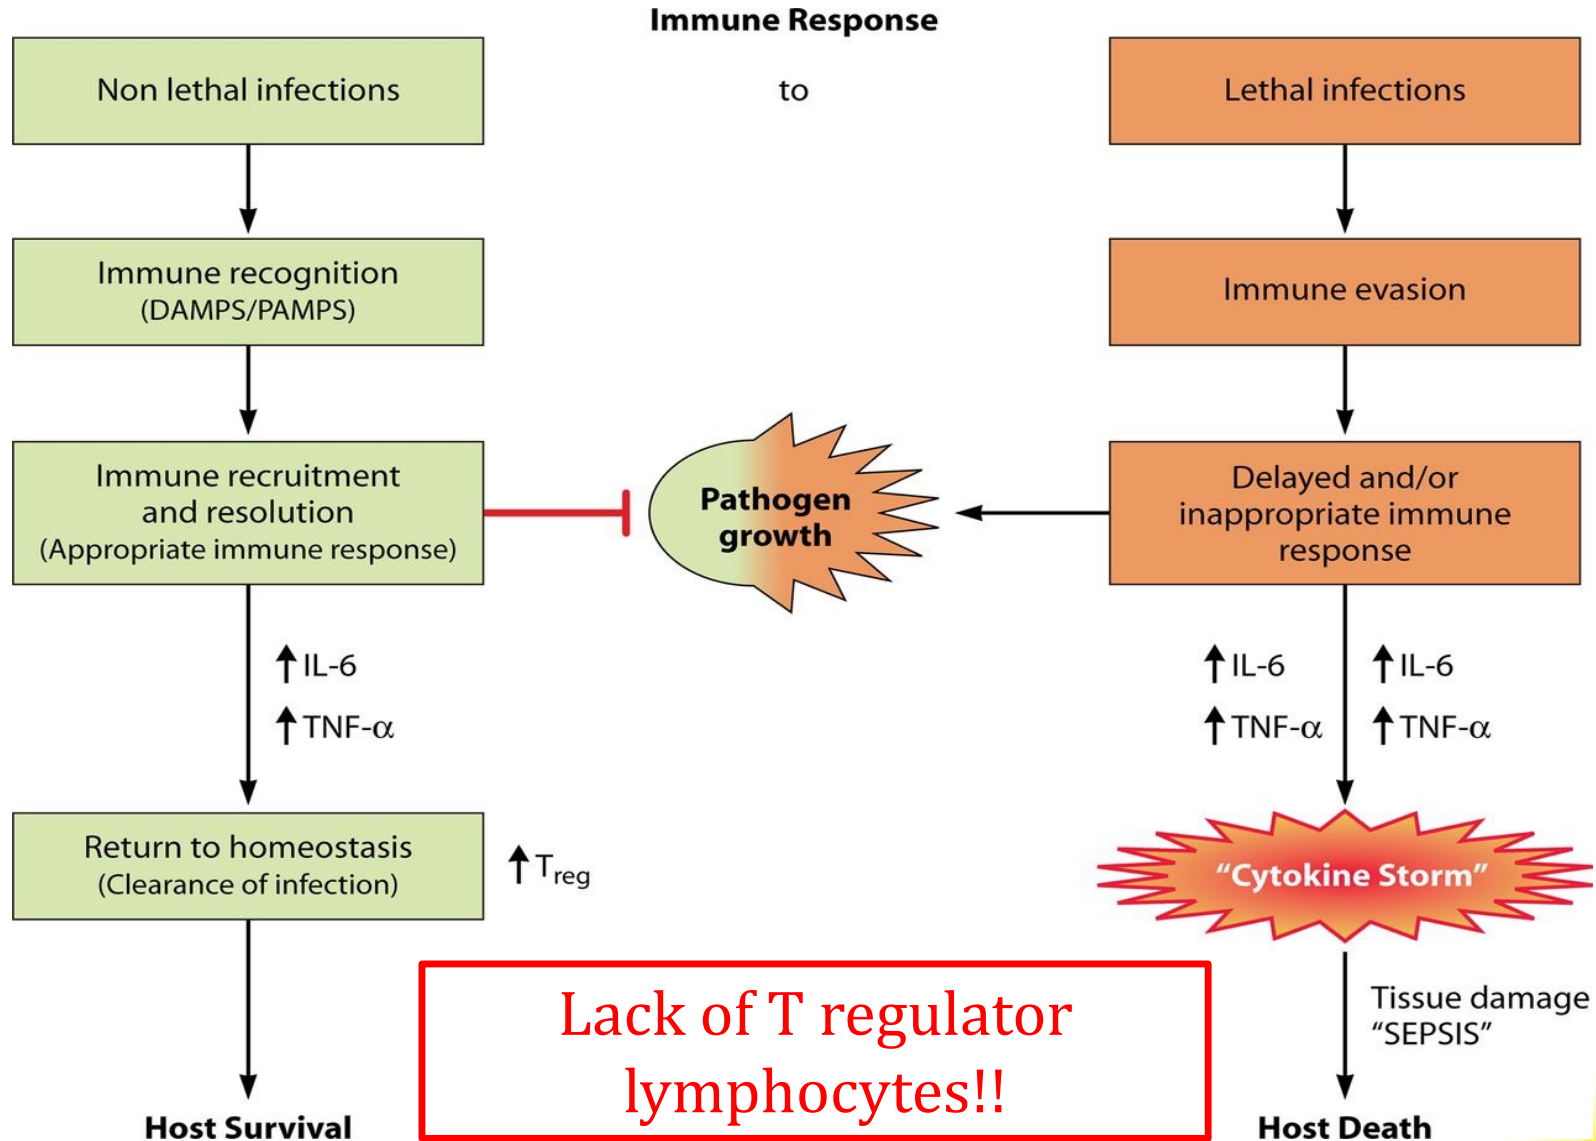 Immune Response
to
Non lethal infections
Immune recognition
(DAMPS/PAMPS)
Immune recruitment
and resolution
(Appropriate immune response)
↑ IL-6
↑ TNF-α
Return to homeostasis
(Clearance of infection)
↑ Treg
Host Survival
Pathogen
growth
Lethal infections
Immune evasion
Delayed and/or
inappropriate immune
response
↑ IL-6 ↑ IL-6
↑ TNF-α ↑ TNF-α
“Cytokine Storm”
Tissue damage
“SEPSIS”
Host Death
Lack of T regulator
lymphocytes!!